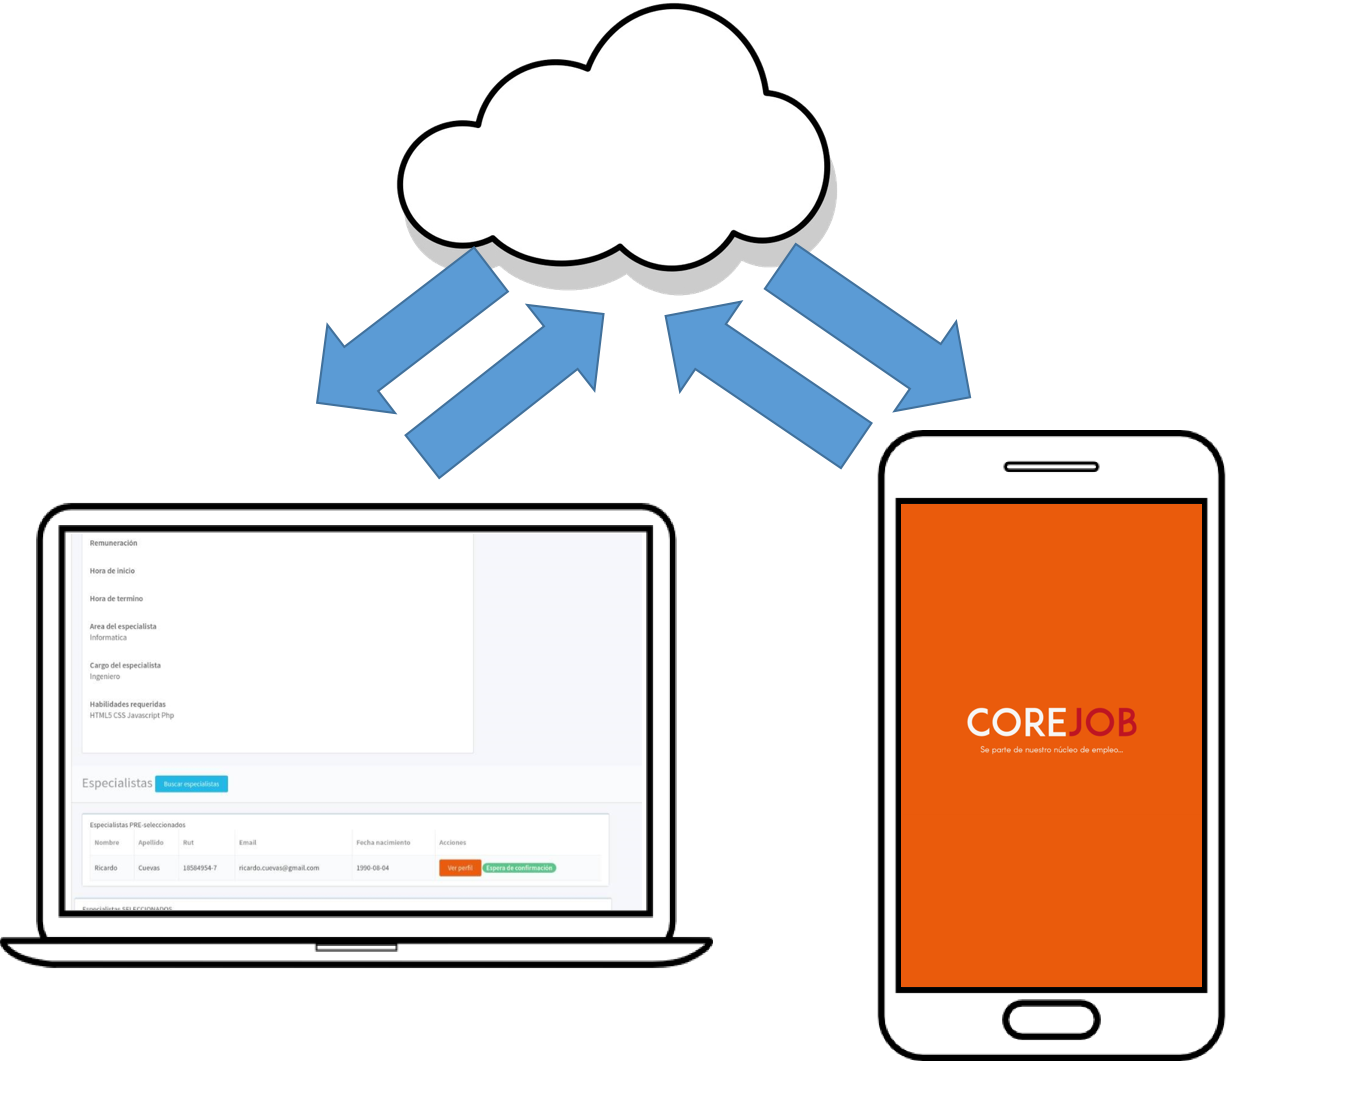 Remuneración
Hora de inicio
Hora de termino
Area del especialista
Informatica
Cargo del especialista
Ingeniero
Habilidades requeridas
HTML5 CSS Javascript Php
Especialistas Buscar especialistas
Especialistas PRE-seleccionados
Nombre Apellido Rut Email Fecha nacimiento Acciones
Ricardo Cuevas 18584954-7 ricardo.cuevas@gmail.com 1990-08-04 Ver perfil Espera de confirmación
Especialistas SELECCIONADOS
COREJOB
Se parte de nuestro núcleo de empleo...